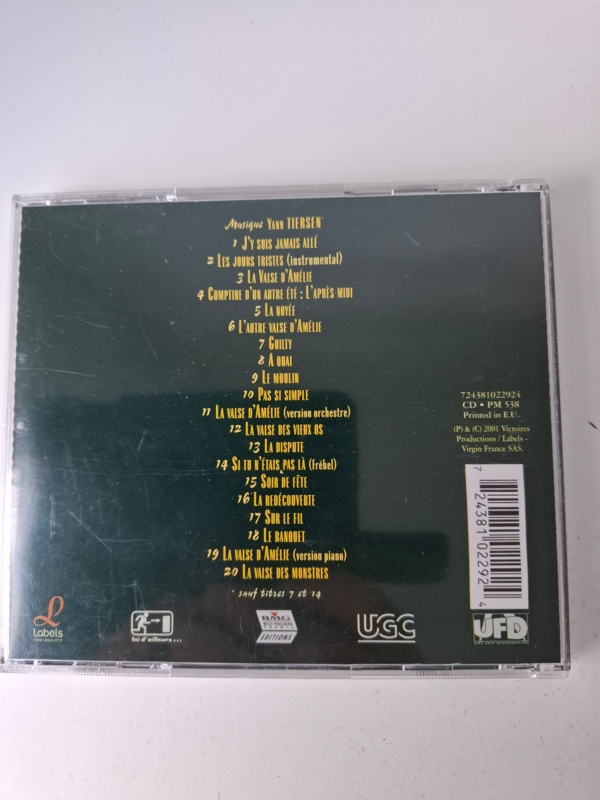 Musique Yann TIERSEN*
1 J'Y SUIS JAMAIS ALLÉ
2 LES JOURS TRISTES (instrumental)
3 LA VALSE D'AMÉLIE
4 COMPTINE D'UN AUTRE ÉTÉ : L'APRÈS MIDI
5 LA NOYÉE
6 L'AUTRE VALSE D'AMÉLIE
7 GUILTY
8 A QUAI
9 LE MOULIN
10 PAS SI SIMPLE
11 LA VALSE D'AMÉLIE (version orchestre)
12 LA VALSE DES VIEUX OS
13 LA DISPUTE
14 SI TU N'ÉTAIS PAS LÀ (fréhel)
15 SOIR DE FÊTE
16 LA REDÉCOUVERTE
17 SUR LE FIL
18 LE BANQUET
19 LA VALSE D'AMÉLIE (version piano)
20 LA VALSE DES MONSTRES
* sauf titres 7 et 14
724381022924
CD • PM 538
Printed in E.U.
(P) & (C) 2001 Victoires
Productions / Labels -
Virgin France SAS.
7 24381 02292 4
L
Labels
Ici d'ailleurs...
BMG
EDITIONS
UGC
UFD